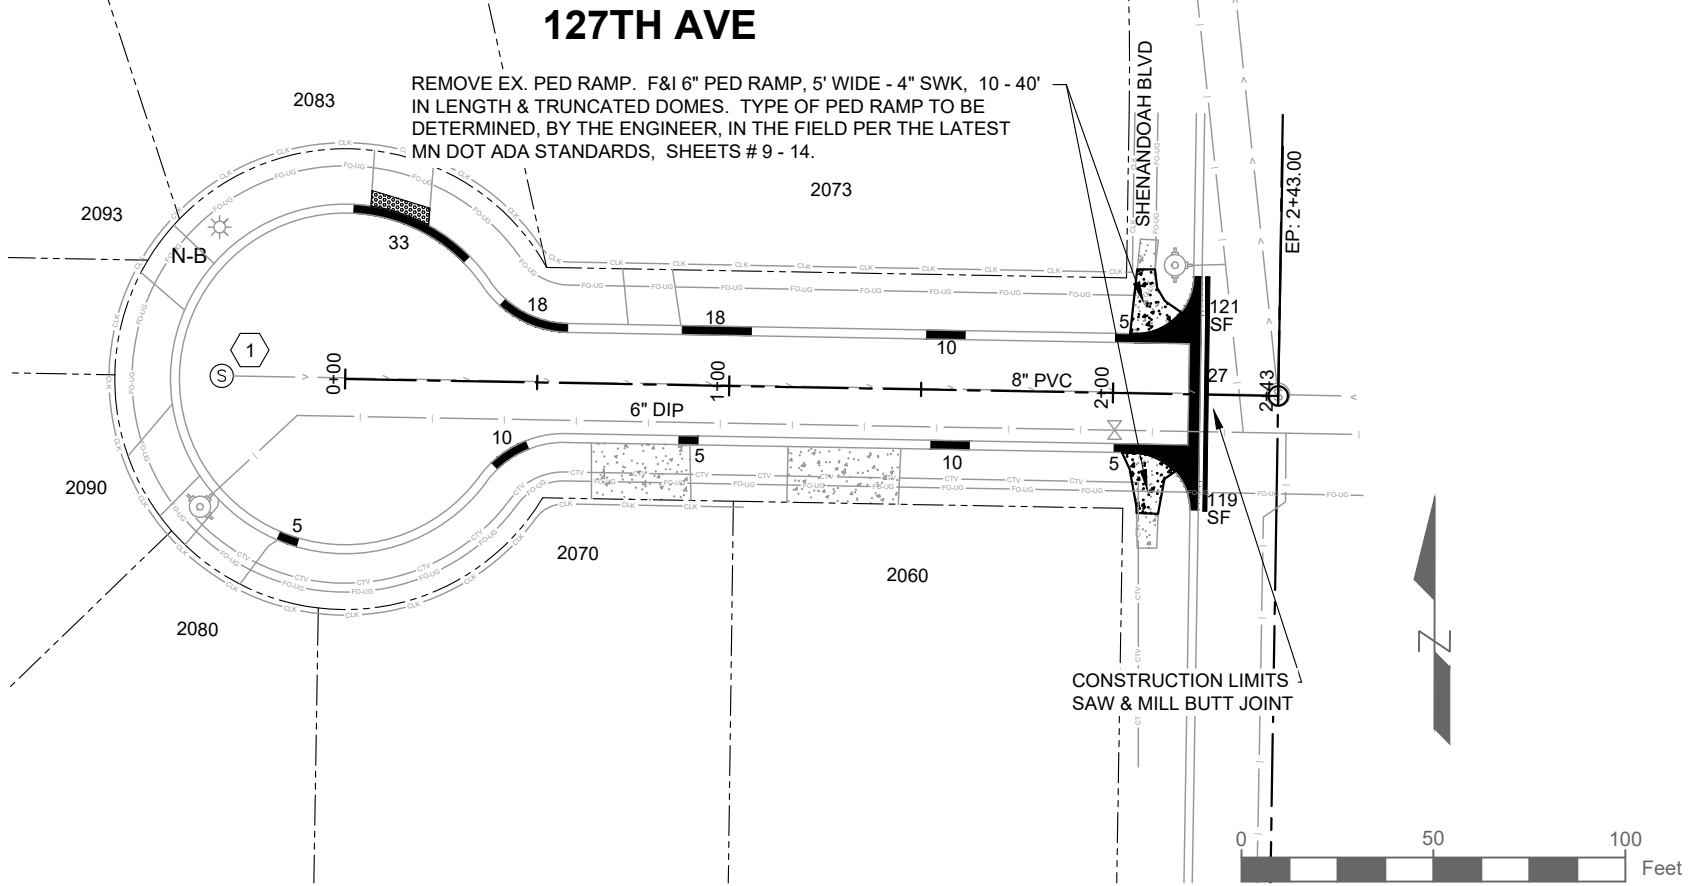 127TH AVE
REMOVE EX. PED RAMP. F&I 6" PED RAMP, 5' WIDE - 4" SWK, 10 - 40'
IN LENGTH & TRUNCATED DOMES. TYPE OF PED RAMP TO BE
DETERMINED, BY THE ENGINEER, IN THE FIELD PER THE LATEST
MN DOT ADA STANDARDS, SHEETS # 9 - 14.
SHENANDOAH BLVD
EP: 2+43.00
2083
2073
2093
N-B
33
18
18
10
5
121
SF
1
S
0+00
1+00
2+00
2+43
8" PVC
27
6" DIP
10
5
10
5
119
SF
5
2090
2070
2060
2080
CONSTRUCTION LIMITS
SAW & MILL BUTT JOINT
Z
0 50 100
Feet
CLK
FO-UG
CTV